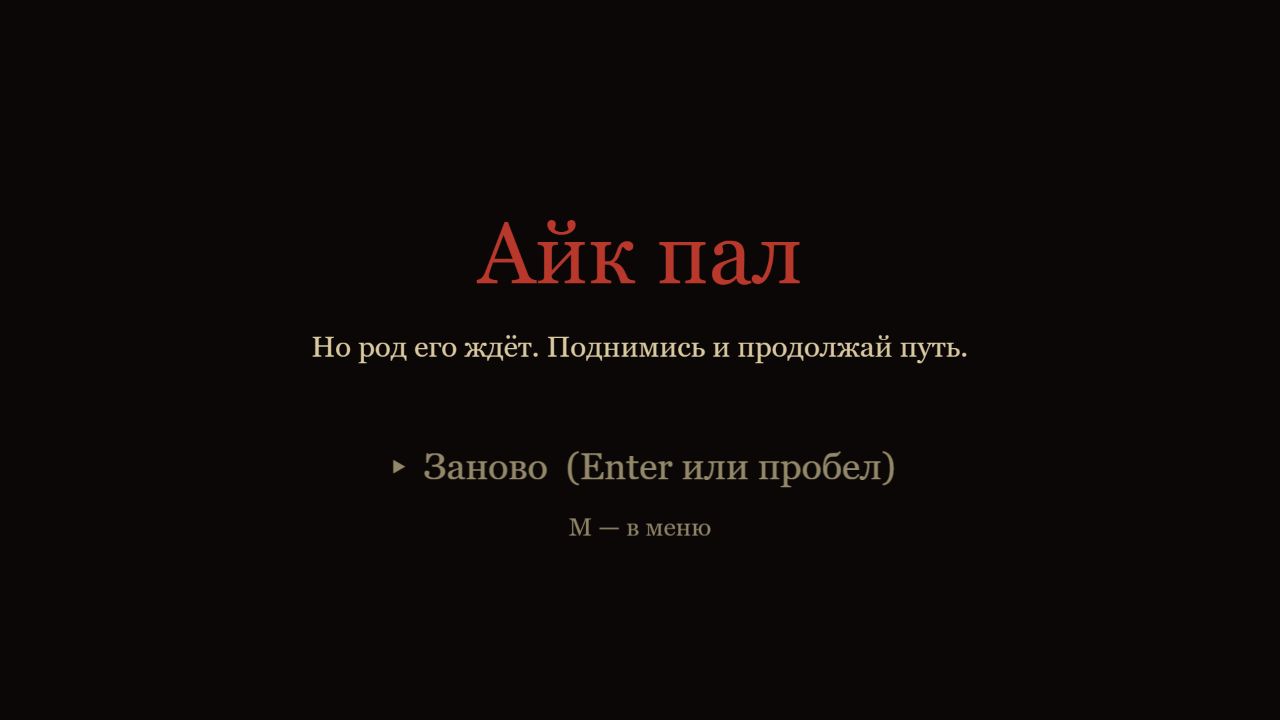 Айк пал
Но род его ждёт. Поднимись и продолжай путь.
▸ Заново (Enter или пробел)
М — в меню